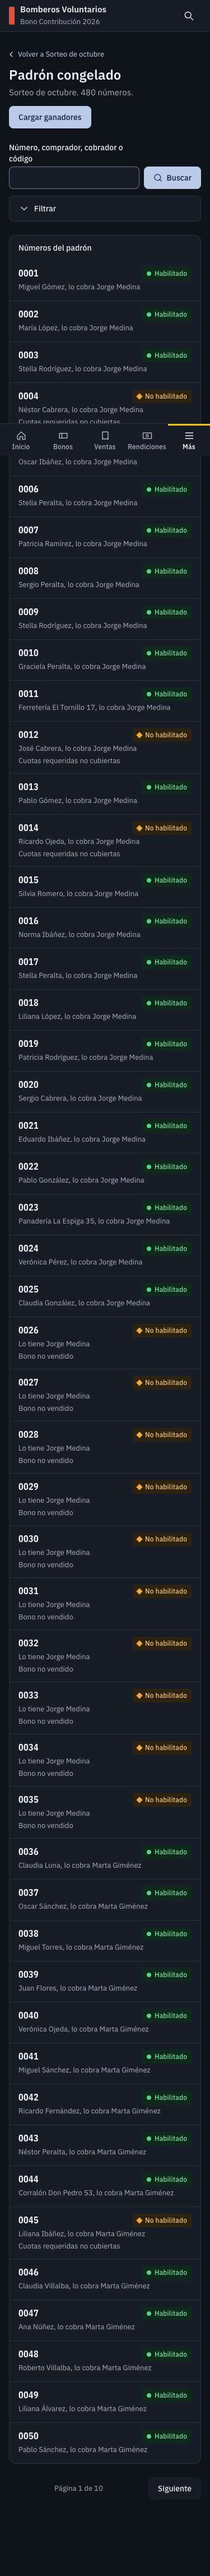 Bomberos Voluntarios
Bono Contribución 2026
Volver a Sorteo de octubre
Padrón congelado
Sorteo de octubre. 480 números.
Cargar ganadores
Número, comprador, cobrador o
código
Buscar
Filtrar
Números del padrón
0001 Habilitado
Miguel Gómez, lo cobra Jorge Medina
0002 Habilitado
María López, lo cobra Jorge Medina
0003 Habilitado
Stella Rodríguez, lo cobra Jorge Medina
0004 No habilitado
Néstor Cabrera, lo cobra Jorge Medina
Cuotas requeridas no cubiertas
Inicio Bonos Ventas Rendiciones Más
Oscar Ibáñez, lo cobra Jorge Medina
0006 Habilitado
Stella Peralta, lo cobra Jorge Medina
0007 Habilitado
Patricia Ramírez, lo cobra Jorge Medina
0008 Habilitado
Sergio Peralta, lo cobra Jorge Medina
0009 Habilitado
Stella Rodríguez, lo cobra Jorge Medina
0010 Habilitado
Graciela Peralta, lo cobra Jorge Medina
0011 Habilitado
Ferretería El Tornillo 17, lo cobra Jorge Medina
0012 No habilitado
José Cabrera, lo cobra Jorge Medina
Cuotas requeridas no cubiertas
0013 Habilitado
Pablo Gómez, lo cobra Jorge Medina
0014 No habilitado
Ricardo Ojeda, lo cobra Jorge Medina
Cuotas requeridas no cubiertas
0015 Habilitado
Silvia Romero, lo cobra Jorge Medina
0016 Habilitado
Norma Ibáñez, lo cobra Jorge Medina
0017 Habilitado
Stella Peralta, lo cobra Jorge Medina
0018 Habilitado
Liliana López, lo cobra Jorge Medina
0019 Habilitado
Patricia Rodríguez, lo cobra Jorge Medina
0020 Habilitado
Sergio Cabrera, lo cobra Jorge Medina
0021 Habilitado
Eduardo Ibáñez, lo cobra Jorge Medina
0022 Habilitado
Pablo González, lo cobra Jorge Medina
0023 Habilitado
Panadería La Espiga 35, lo cobra Jorge Medina
0024 Habilitado
Verónica Pérez, lo cobra Jorge Medina
0025 Habilitado
Claudia González, lo cobra Jorge Medina
0026 No habilitado
Lo tiene Jorge Medina
Bono no vendido
0027 No habilitado
Lo tiene Jorge Medina
Bono no vendido
0028 No habilitado
Lo tiene Jorge Medina
Bono no vendido
0029 No habilitado
Lo tiene Jorge Medina
Bono no vendido
0030 No habilitado
Lo tiene Jorge Medina
Bono no vendido
0031 No habilitado
Lo tiene Jorge Medina
Bono no vendido
0032 No habilitado
Lo tiene Jorge Medina
Bono no vendido
0033 No habilitado
Lo tiene Jorge Medina
Bono no vendido
0034 No habilitado
Lo tiene Jorge Medina
Bono no vendido
0035 No habilitado
Lo tiene Jorge Medina
Bono no vendido
0036 Habilitado
Claudia Luna, lo cobra Marta Giménez
0037 Habilitado
Oscar Sánchez, lo cobra Marta Giménez
0038 Habilitado
Miguel Torres, lo cobra Marta Giménez
0039 Habilitado
Juan Flores, lo cobra Marta Giménez
0040 Habilitado
Verónica Ojeda, lo cobra Marta Giménez
0041 Habilitado
Miguel Sánchez, lo cobra Marta Giménez
0042 Habilitado
Ricardo Fernández, lo cobra Marta Giménez
0043 Habilitado
Néstor Peralta, lo cobra Marta Giménez
0044 Habilitado
Corralón Don Pedro 53, lo cobra Marta Giménez
0045 No habilitado
Liliana Ibáñez, lo cobra Marta Giménez
Cuotas requeridas no cubiertas
0046 Habilitado
Claudia Villalba, lo cobra Marta Giménez
0047 Habilitado
Ana Núñez, lo cobra Marta Giménez
0048 Habilitado
Roberto Villalba, lo cobra Marta Giménez
0049 Habilitado
Liliana Álvarez, lo cobra Marta Giménez
0050 Habilitado
Pablo Sánchez, lo cobra Marta Giménez
Página 1 de 10
Siguiente